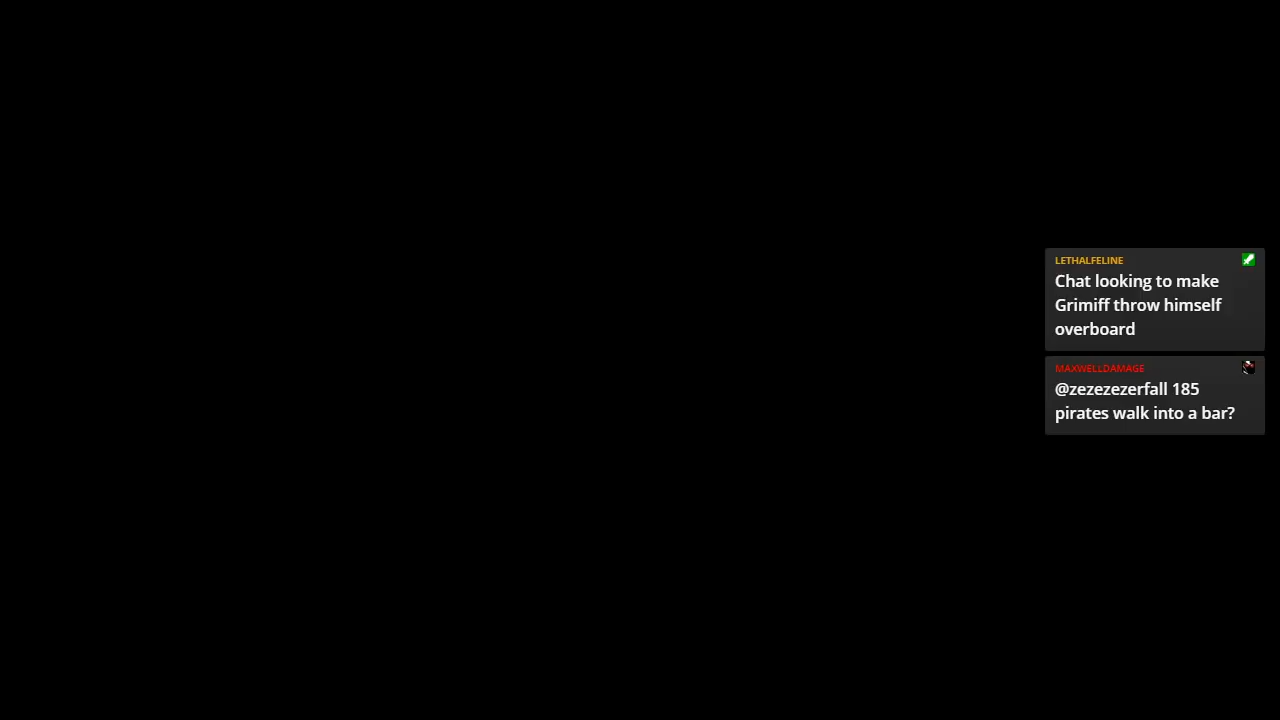 LETHALFELINE
Chat looking to make
Grimiff throw himself
overboard
MAXWELLDAMAGE
@zezezezerfall 185
pirates walk into a bar?